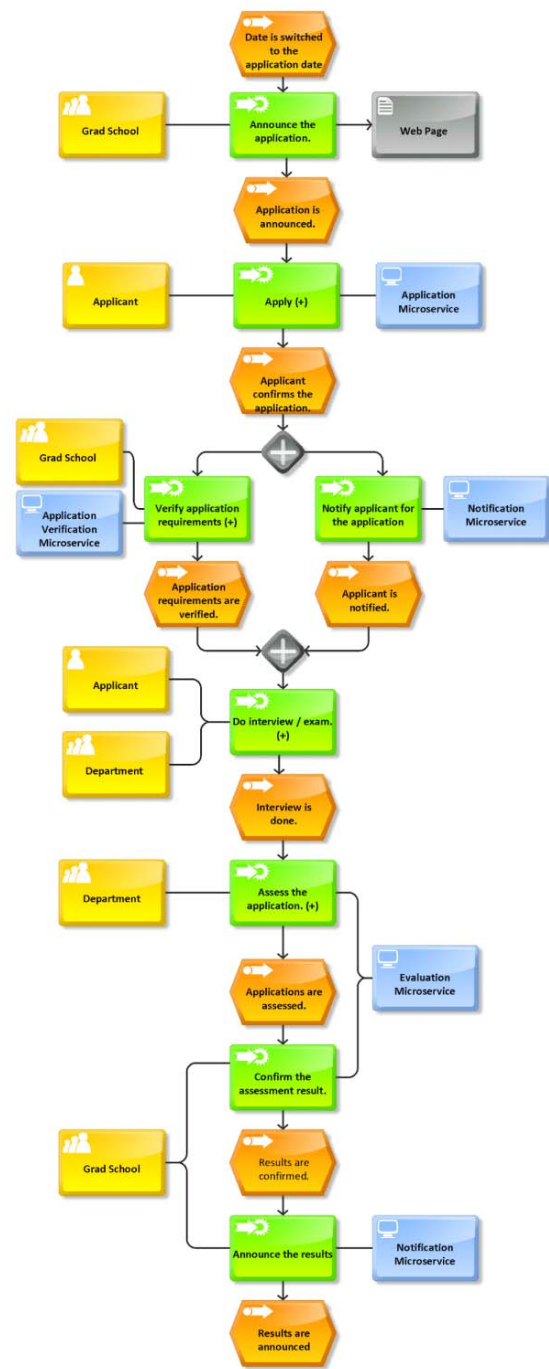 Date is switched
to the
application date
Grad School
Announce the
application.
Web Page
Application is
announced.
Applicant
Apply (+)
Application
Microservice
Applicant
confirms the
application.
Grad School
Application
Verification
Microservice
Verify application
requirements (+)
Notify applicant for
the application
Notification
Microservice
Application
requirements are
verified.
Applicant is
notified.
Applicant
Department
Do interview / exam.
(+)
Interview is
done.
Department
Assess the
application. (+)
Applications are
assessed.
Evaluation
Microservice
Confirm the
assessment result.
Grad School
Results are
confirmed.
Announce the results
Notification
Microservice
Results are
announced